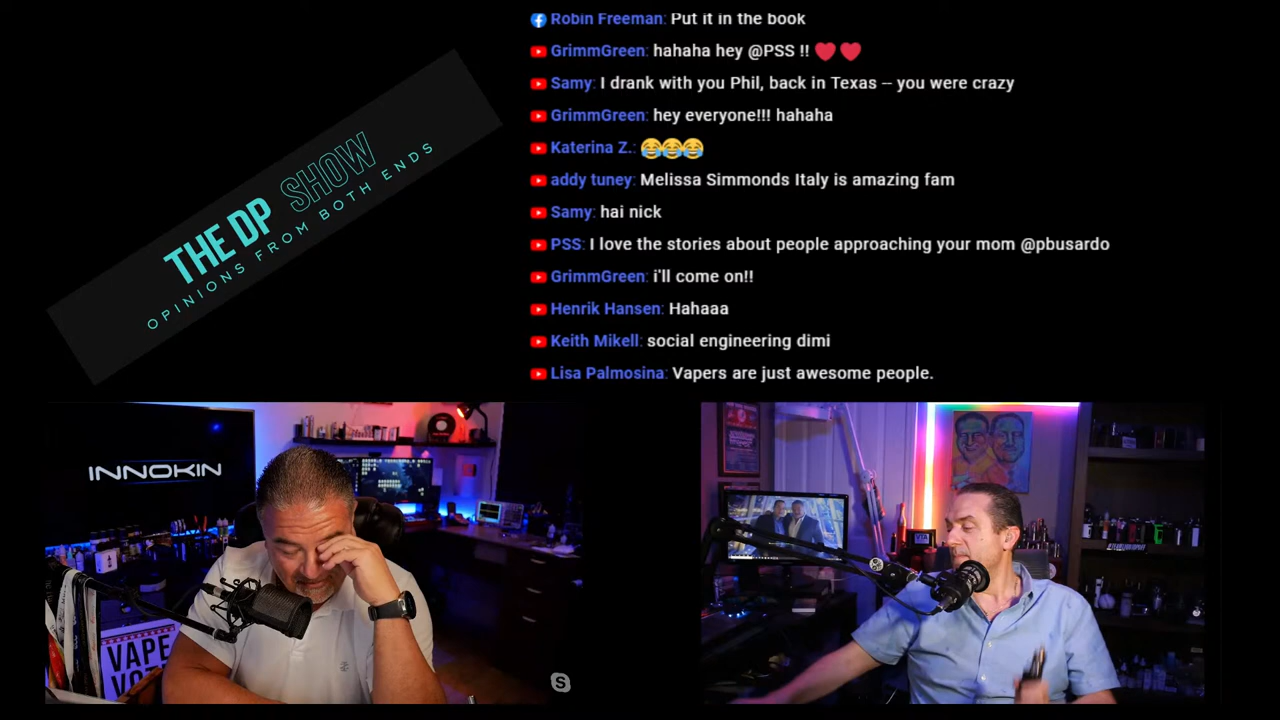 Robin Freeman: Put it in the book
GrimmGreen: hahaha hey @PSS !! ❤️ ❤️
Samy: I drank with you Phil, back in Texas -- you were crazy
GrimmGreen: hey everyone!!! hahaha
Katerina Z.: 😂😂😂
addy tuney: Melissa Simmonds Italy is amazing fam
Samy: hai nick
PSS: I love the stories about people approaching your mom @pbusardo
GrimmGreen: i'll come on!!
Henrik Hansen: Hahaaa
Keith Mikell: social engineering dimi
Lisa Palmosina: Vapers are just awesome people.
THE DP SHOW
OPINIONS FROM BOTH ENDS
INNOKIN
VAPE